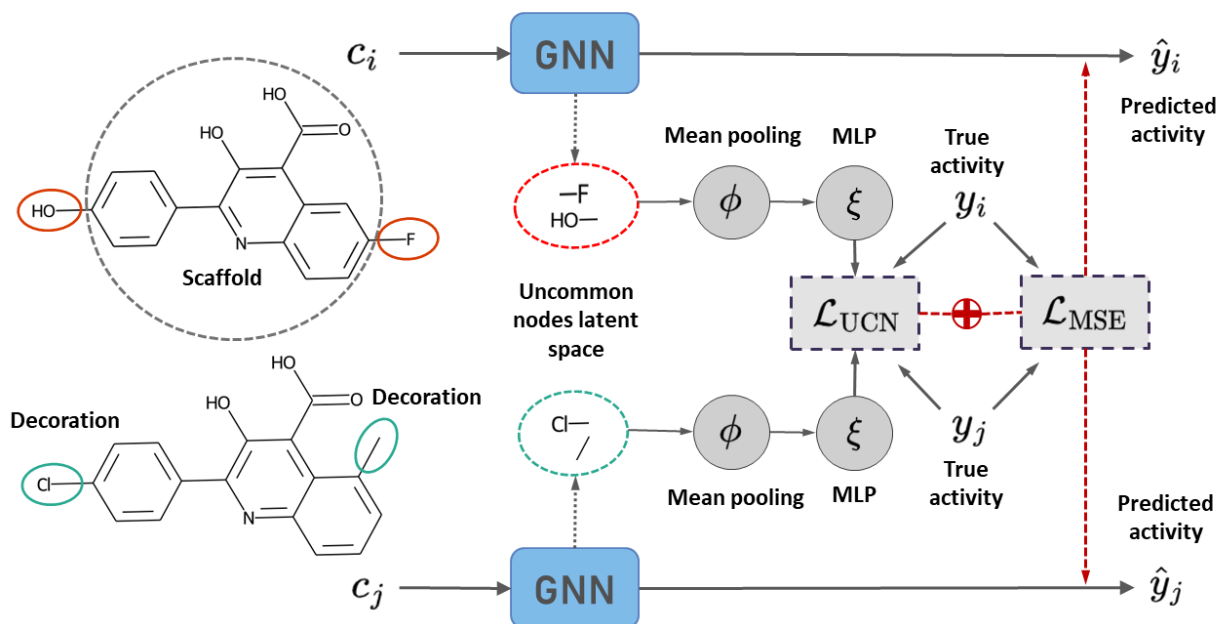 c_i
GNN
ŷ_i
Predicted
activity
HO
O
HO
HO
N
F
Scaffold
–F
HO–
Mean pooling
MLP
ϕ
ξ
True
activity
y_i
Uncommon
nodes latent
space
ℒ_UCN
ℒ_MSE
Decoration
Decoration
HO
O
HO
Cl
N
Cl–
ϕ
ξ
Mean pooling
MLP
y_j
True
activity
Predicted
activity
c_j
GNN
ŷ_j